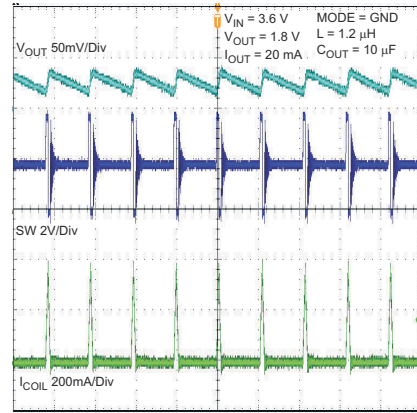 V_OUT 50mV/Div
V_IN = 3.6 V
V_OUT = 1.8 V
I_OUT = 20 mA
MODE = GND
L = 1.2 μH
C_OUT = 10 μF
SW 2V/Div
I_COIL 200mA/Div